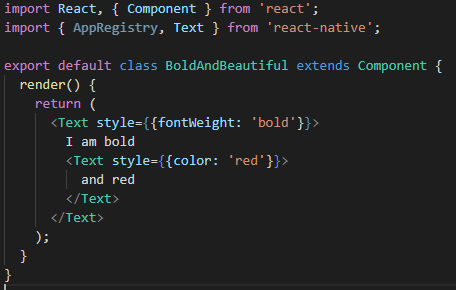 import React, { Component } from 'react';
import { AppRegistry, Text } from 'react-native';

export default class BoldAndBeautiful extends Component {
  render() {
    return (
      <Text style={{fontWeight: 'bold'}}>
        I am bold
        <Text style={{color: 'red'}}>
          and red
        </Text>
      </Text>
    );
  }
}